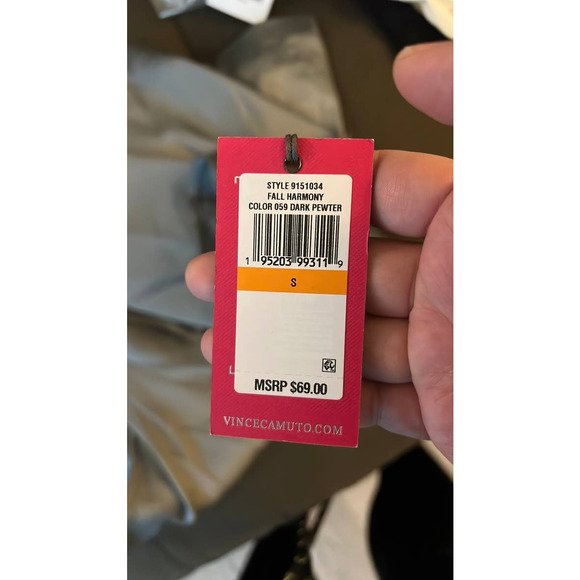 STYLE 9151034
FALL HARMONY
COLOR 059 DARK PEWTER
1 95203 99311 9
S
MSRP $69.00
VINCECAMUTO.COM